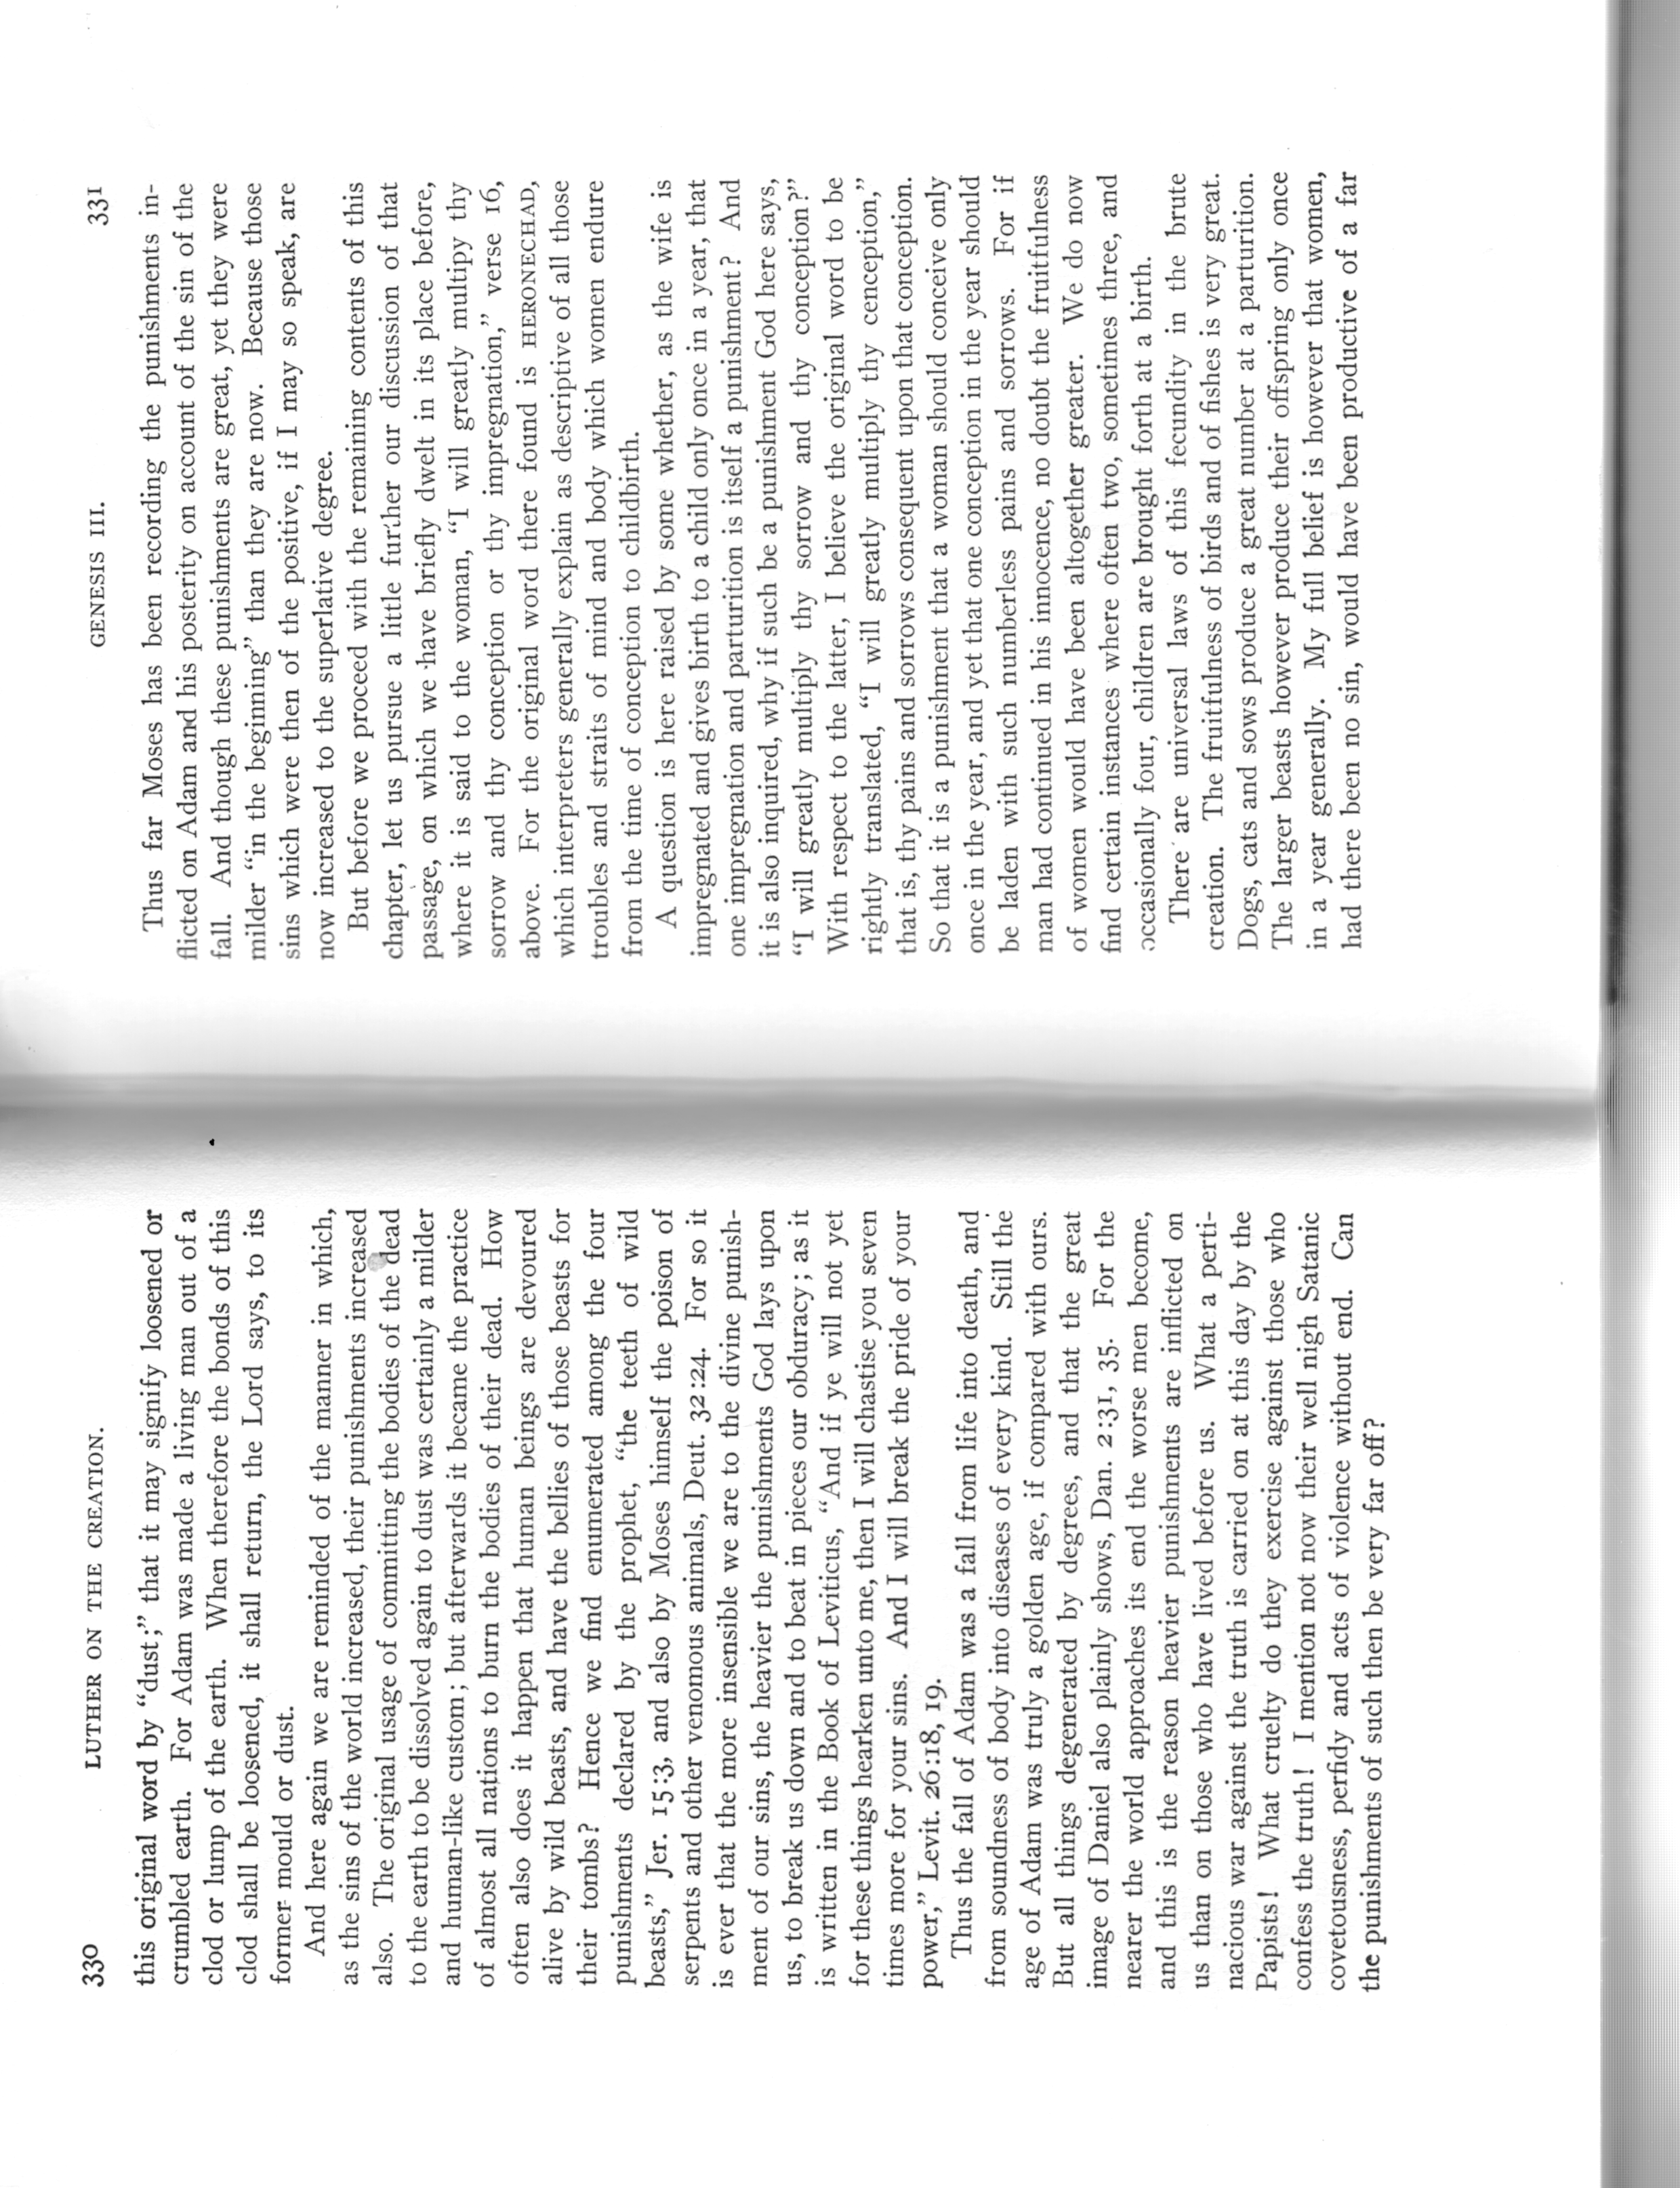 330 LUTHER ON THE CREATION.
this original word by "dust;" that it may signify loosened or
crumbled earth. For Adam was made a living man out of a
clod or lump of the earth. When therefore the bonds of this
clod shall be loosened, it shall return, the Lord says, to its
former mould or dust.
And here again we are reminded of the manner in which,
as the sins of the world increased, their punishments increased
also. The original usage of committing the bodies of the dead
to the earth to be dissolved again to dust was certainly a milder
and human-like custom; but afterwards it became the practice
of almost all nations to burn the bodies of their dead. How
often also does it happen that human beings are devoured
alive by wild beasts, and have the bellies of those beasts for
their tombs? Hence we find enumerated among the four
punishments declared by the prophet, "the teeth of wild
beasts," Jer. 15:3, and also by Moses himself the poison of
serpents and other venomous animals, Deut. 32:24. For so it
is ever that the more insensible we are to the divine punish-
ment of our sins, the heavier the punishments God lays upon
us, to break us down and to beat in pieces our obduracy; as it
is written in the Book of Leviticus, "And if ye will not yet
for these things hearken unto me, then I will chastise you seven
times more for your sins. And I will break the pride of your
power," Levit. 26:18, 19.
Thus the fall of Adam was a fall from life into death, and
from soundness of body into diseases of every kind. Still the
age of Adam was truly a golden age, if compared with ours.
But all things degenerated by degrees, and that the great
image of Daniel also plainly shows, Dan. 2:31, 35. For the
nearer the world approaches its end the worse men become,
and this is the reason heavier punishments are inflicted on
us than on those who have lived before us. What a perti-
nacious war against the truth is carried on at this day by the
Papists! What cruelty do they exercise against those who
confess the truth! I mention not now their well nigh Satanic
covetousness, perfidy and acts of violence without end. Can
the punishments of such then be very far off?
GENESIS III. 331
Thus far Moses has been recording the punishments in-
flicted on Adam and his posterity on account of the sin of the
fall. And though these punishments are great, yet they were
milder "in the beginning" than they are now. Because those
sins which were then of the positive, if I may so speak, are
now increased to the superlative degree.
But before we proceed with the remaining contents of this
chapter, let us pursue a little further our discussion of that
passage, on which we have briefly dwelt in its place before,
where it is said to the woman, "I will greatly multipy thy
sorrow and thy conception or thy impregnation," verse 16,
above. For the original word there found is HERONECHAD,
which interpreters generally explain as descriptive of all those
troubles and straits of mind and body which women endure
from the time of conception to childbirth.
A question is here raised by some whether, as the wife is
impregnated and gives birth to a child only once in a year, that
one impregnation and parturition is itself a punishment? And
it is also inquired, why if such be a punishment God here says,
"I will greatly multiply thy sorrow and thy conception?"
With respect to the latter, I believe the original word to be
rightly translated, "I will greatly multiply thy cenception,"
that is, thy pains and sorrows consequent upon that conception.
So that it is a punishment that a woman should conceive only
once in the year, and yet that one conception in the year should
be laden with such numberless pains and sorrows. For if
man had continued in his innocence, no doubt the fruitfulness
of women would have been altogether greater. We do now
find certain instances where often two, sometimes three, and
occasionally four, children are brought forth at a birth.
There are universal laws of this fecundity in the brute
creation. The fruitfulness of birds and of fishes is very great.
Dogs, cats and sows produce a great number at a parturition.
The larger beasts however produce their offspring only once
in a year generally. My full belief is however that women,
had there been no sin, would have been productive of a far